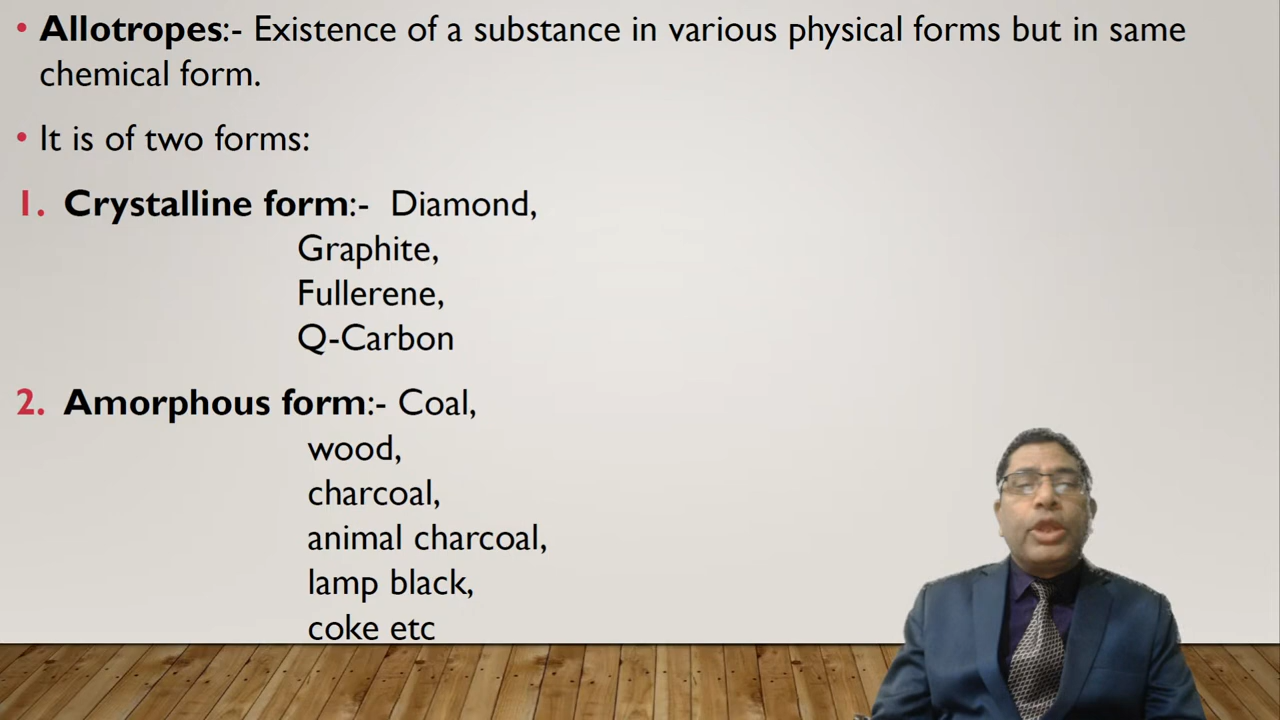 • Allotropes:- Existence of a substance in various physical forms but in same
chemical form.
• It is of two forms:
1. Crystalline form:- Diamond,
Graphite,
Fullerene,
Q-Carbon
2. Amorphous form:- Coal,
wood,
charcoal,
animal charcoal,
lamp black,
coke etc